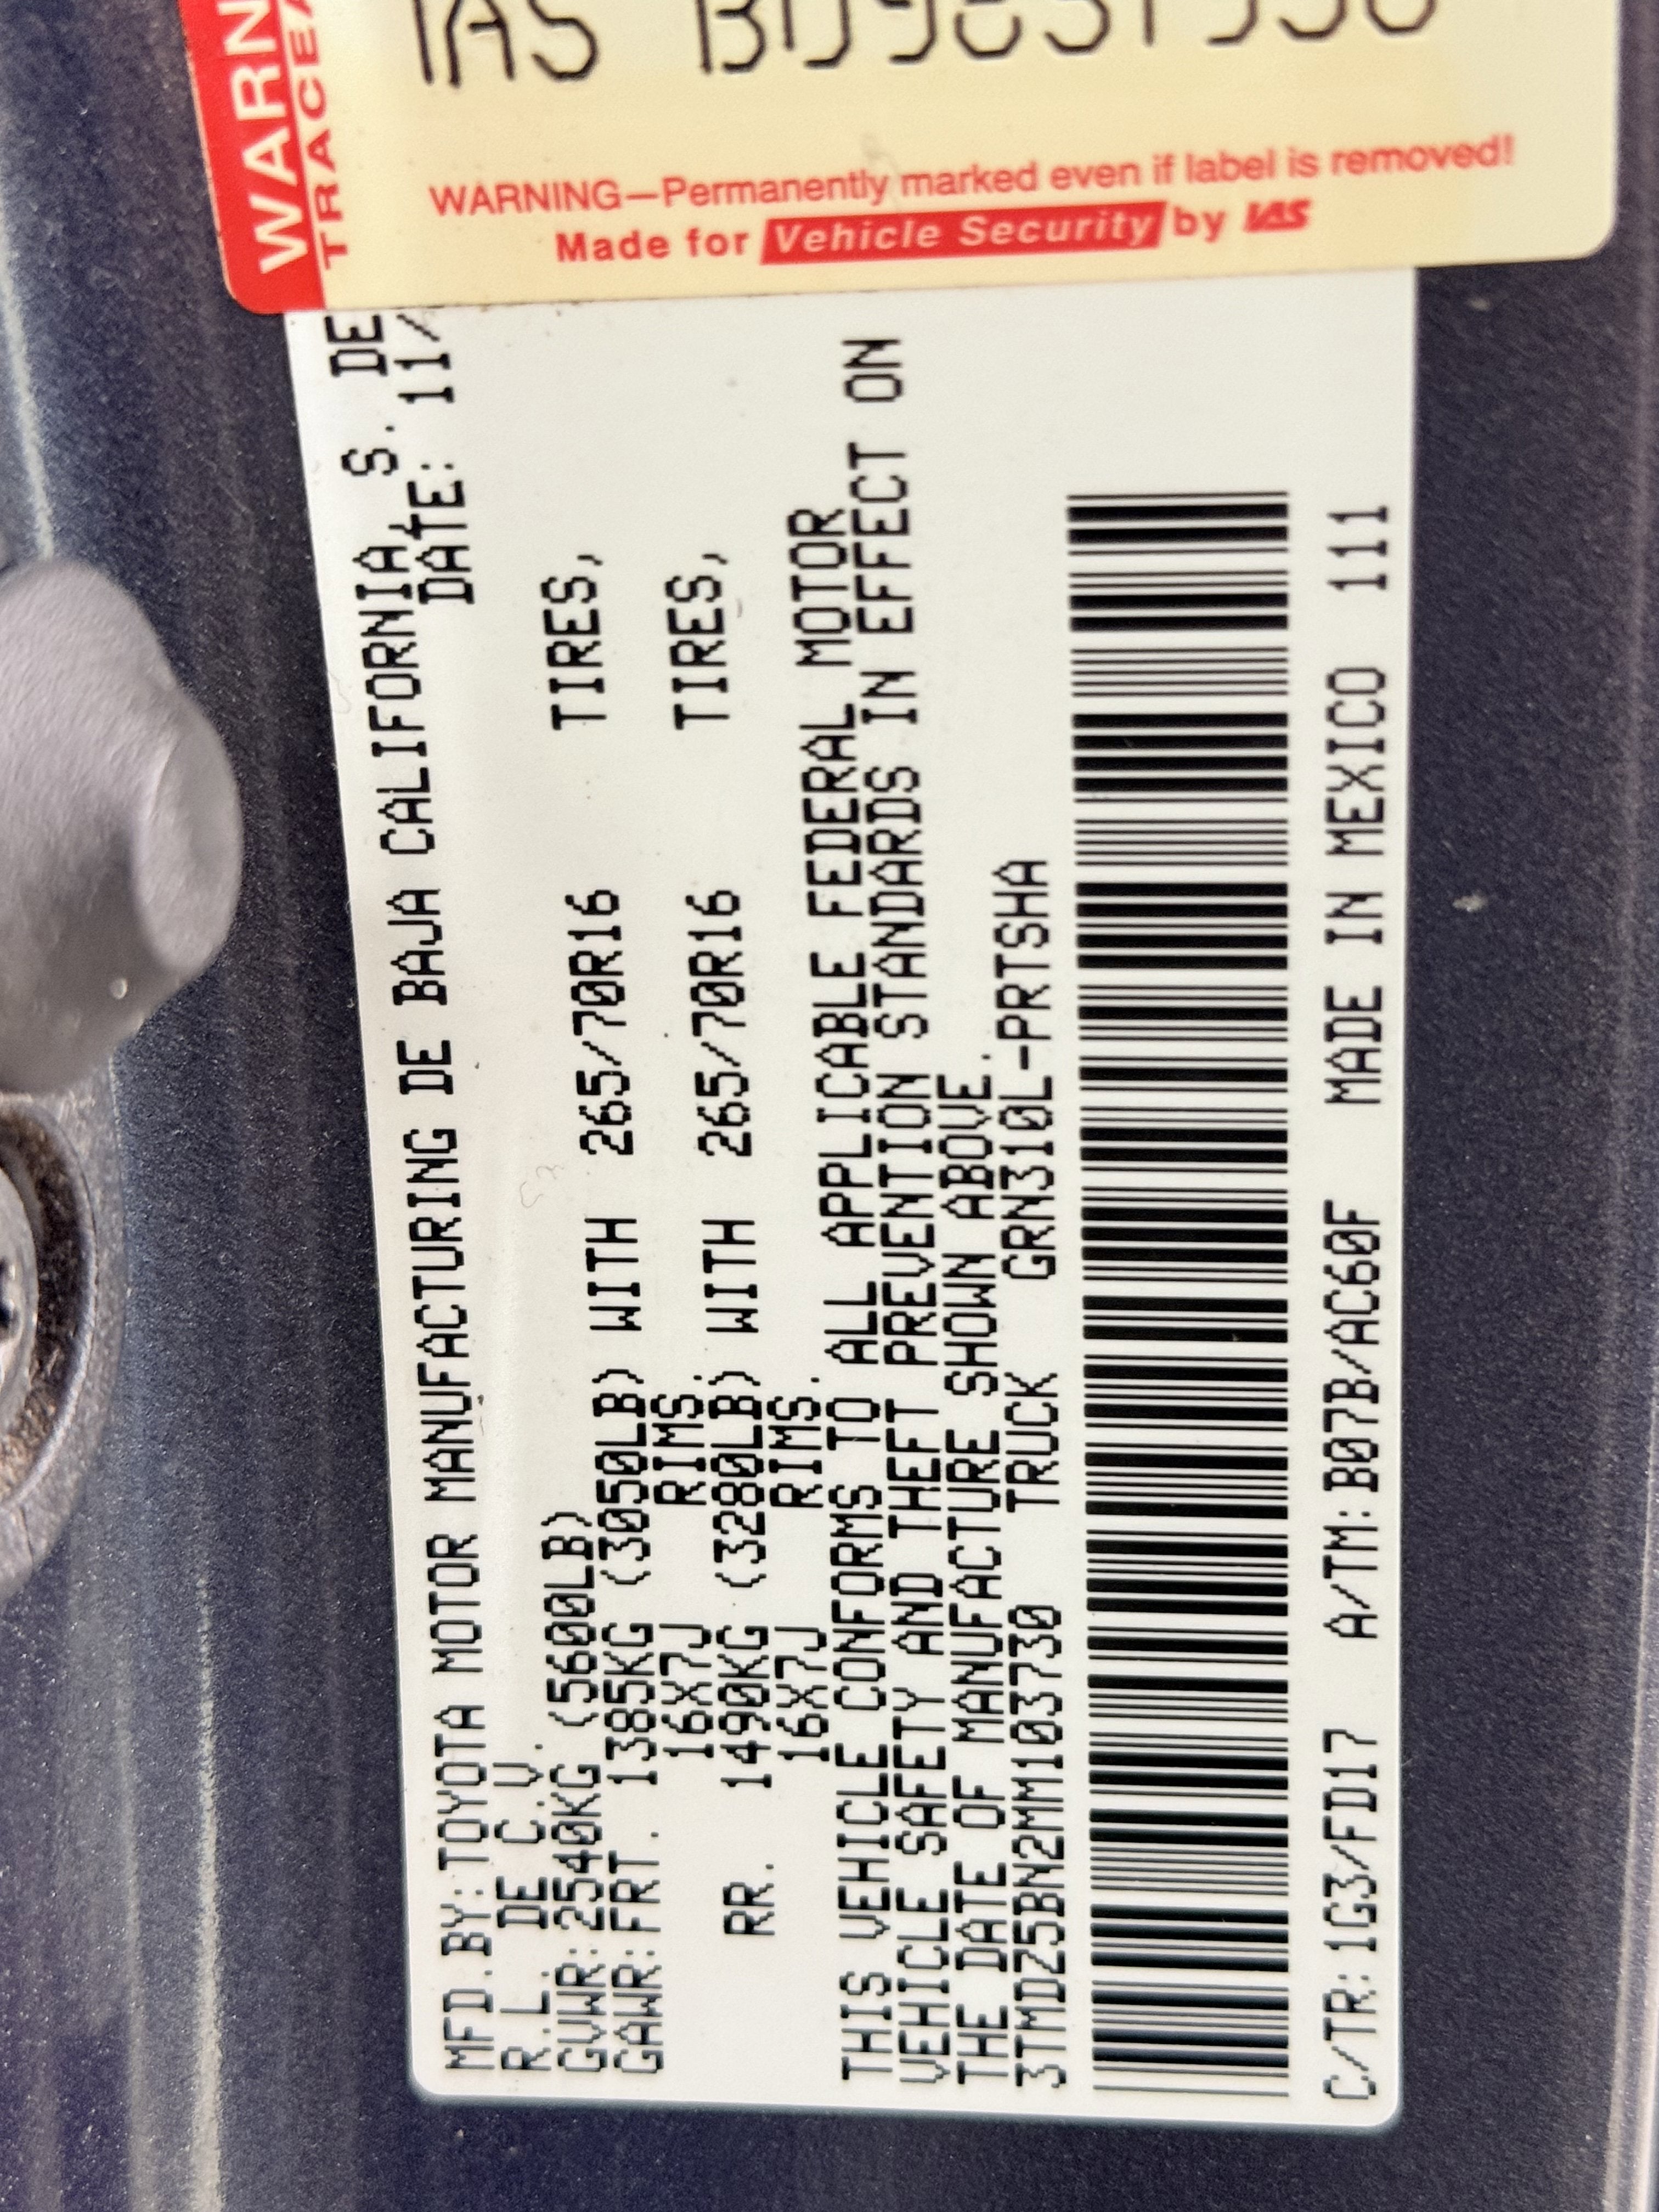 WARN
TRACEA
IAS BD9831
WARNING—Permanently marked even if label is removed!
Made for Vehicle Security by IAS
MFD.BY:TOYOTA MOTOR MANUFACTURING DE BAJA CALIFORNIA, S. DE
R.L. DE C.V. DATE: 11/
GVWR:2540KG (5600LB)
GAWR:FRT. 1385KG (3050LB) WITH 265/70R16 TIRES,
16X7J RIMS.
RR. 1490KG (3280LB) WITH 265/70R16 TIRES,
16X7J RIMS.
THIS VEHICLE CONFORMS TO ALL APPLICABLE FEDERAL MOTOR
VEHICLE SAFETY AND THEFT PREVENTION STANDARDS IN EFFECT ON
THE DATE OF MANUFACTURE SHOWN ABOVE.
3TMDZ5BN2MM103730 TRUCK GRN310L-PRTSHA
C/TR:1G3/FD17 A/TM:B07B/AC60F MADE IN MEXICO 111